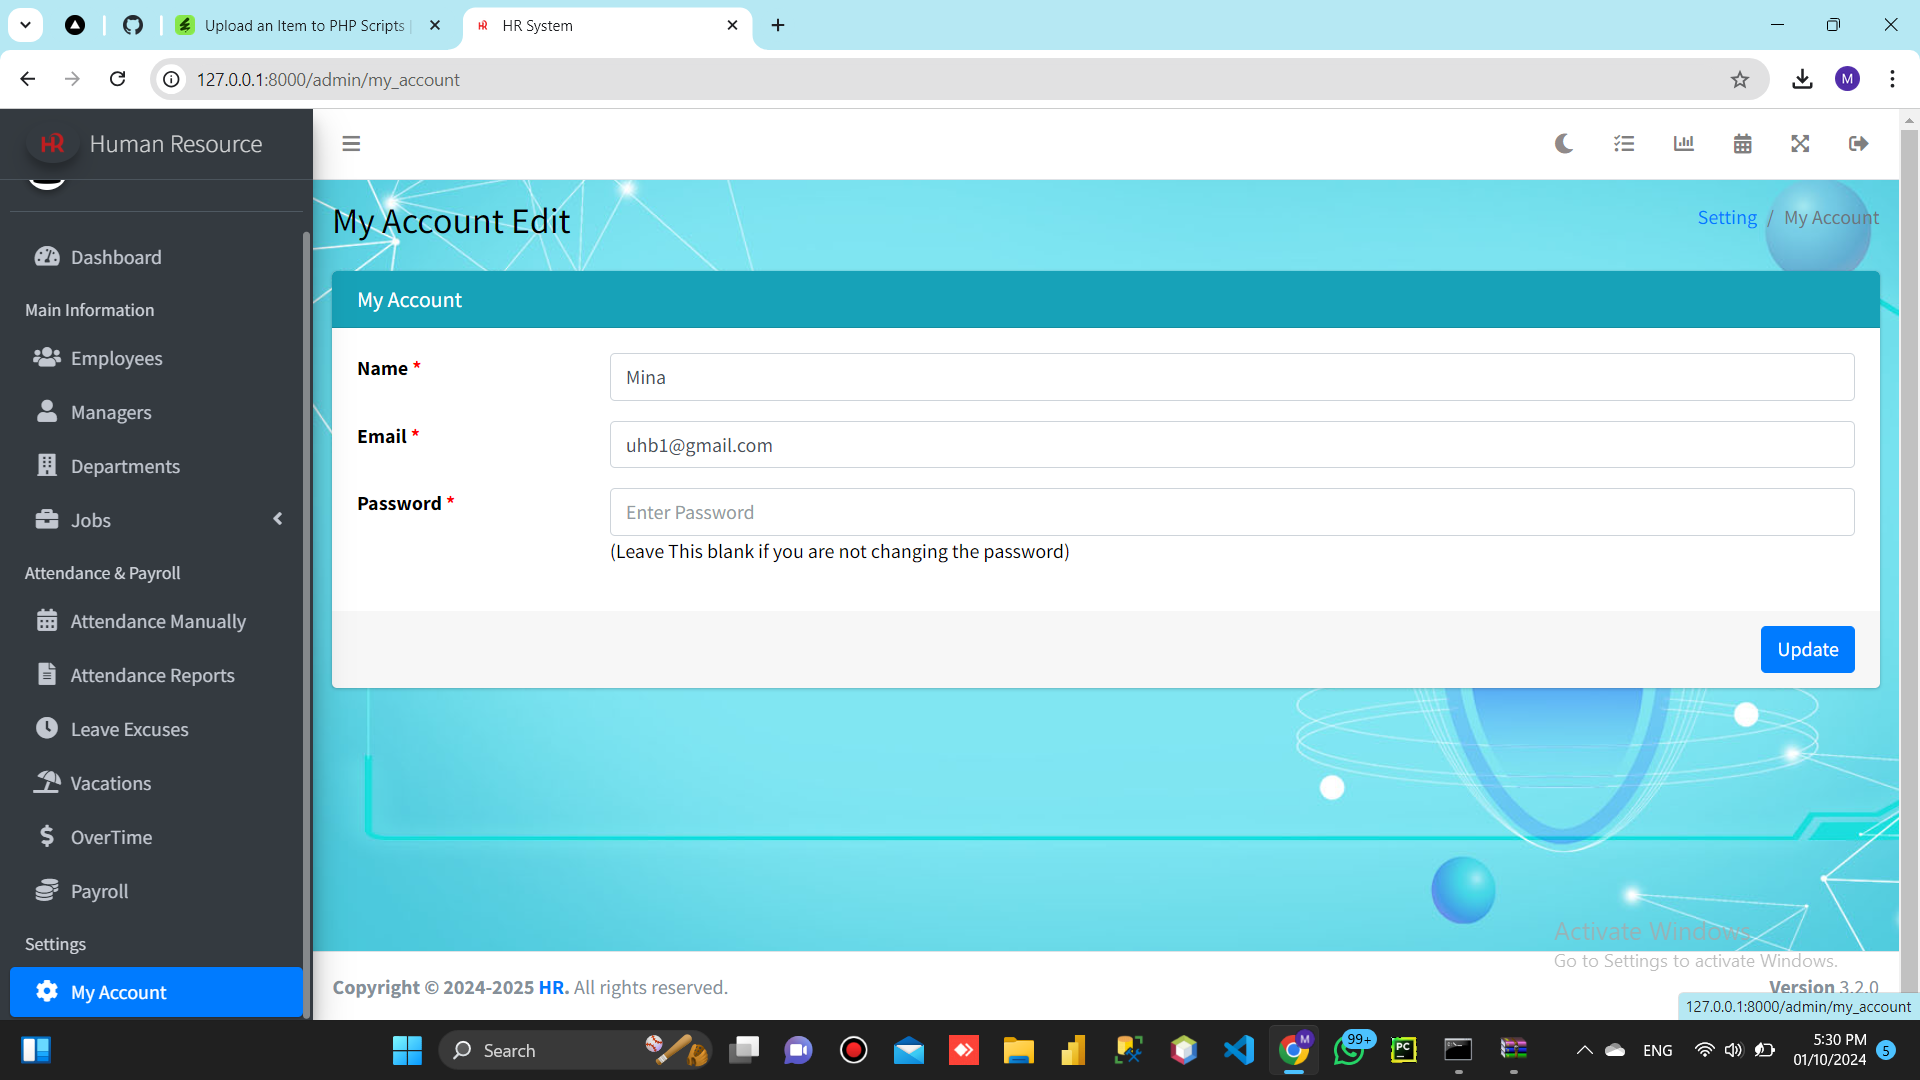 Upload an Item to PHP Scripts
HR System
127.0.0.1:8000/admin/my_account
M
HR Human Resource
Dashboard
Main Information
Employees
Managers
Departments
Jobs
Attendance & Payroll
Attendance Manually
Attendance Reports
Leave Excuses
Vacations
OverTime
Payroll
Settings
My Account
My Account Edit
Setting / My Account
My Account
Name *
Mina
Email *
uhb1@gmail.com
Password *
Enter Password
(Leave This blank if you are not changing the password)
Update
Activate Windows
Go to Settings to activate Windows.
Copyright © 2024-2025 HR. All rights reserved.
Version 3.2.0
127.0.0.1:8000/admin/my_account
Search
M
99+
PC
ENG
5:30 PM
01/10/2024
5